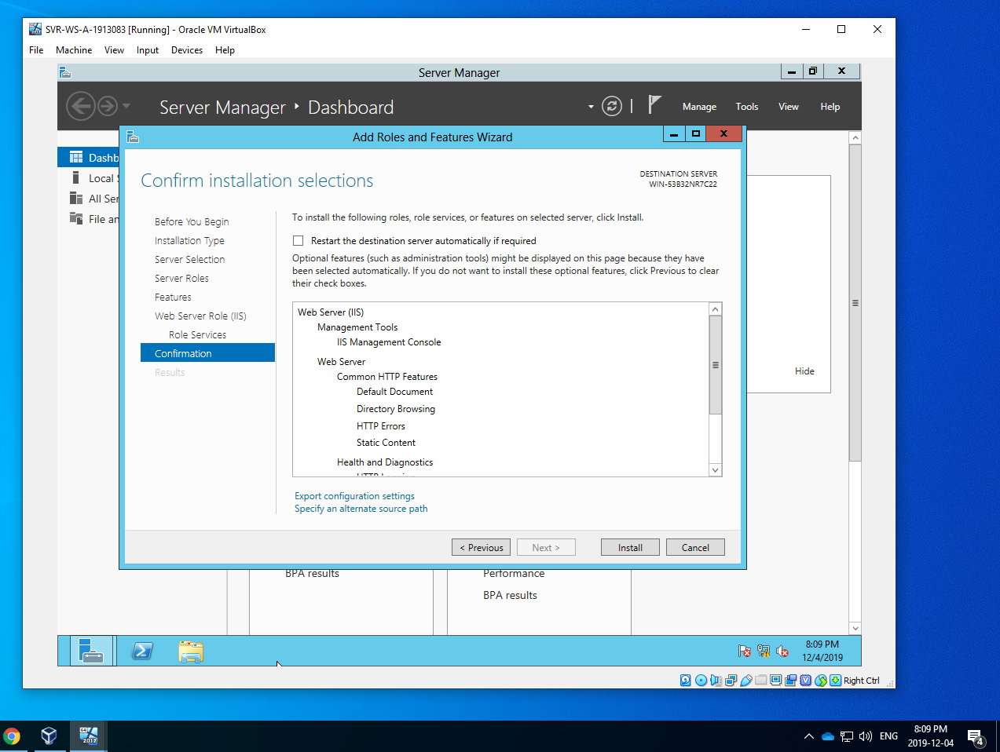 SVR-WS-A-1913083 [Running] - Oracle VM VirtualBox
File Machine View Input Devices Help
Server Manager
Server Manager Dashboard
Manage Tools View Help
Add Roles and Features Wizard
Dashb
Local S
All Ser
File an
Confirm installation selections
DESTINATION SERVER
WIN-53B32NR7C22
Before You Begin
Installation Type
Server Selection
Server Roles
Features
Web Server Role (IIS)
Role Services
Confirmation
Results
To install the following roles, role services, or features on selected server, click Install.
Restart the destination server automatically if required
Optional features (such as administration tools) might be displayed on this page because they have
been selected automatically. If you do not want to install these optional features, click Previous to clear
their check boxes.
Web Server (IIS)
Management Tools
IIS Management Console
Web Server
Common HTTP Features
Default Document
Directory Browsing
HTTP Errors
Static Content
Health and Diagnostics
Export configuration settings
Specify an alternate source path
< Previous Next > Install Cancel
Hide
BPA results
Performance
BPA results
8:09 PM
12/4/2019
Right Ctrl
2012
ENG
8:09 PM
2019-12-04
4